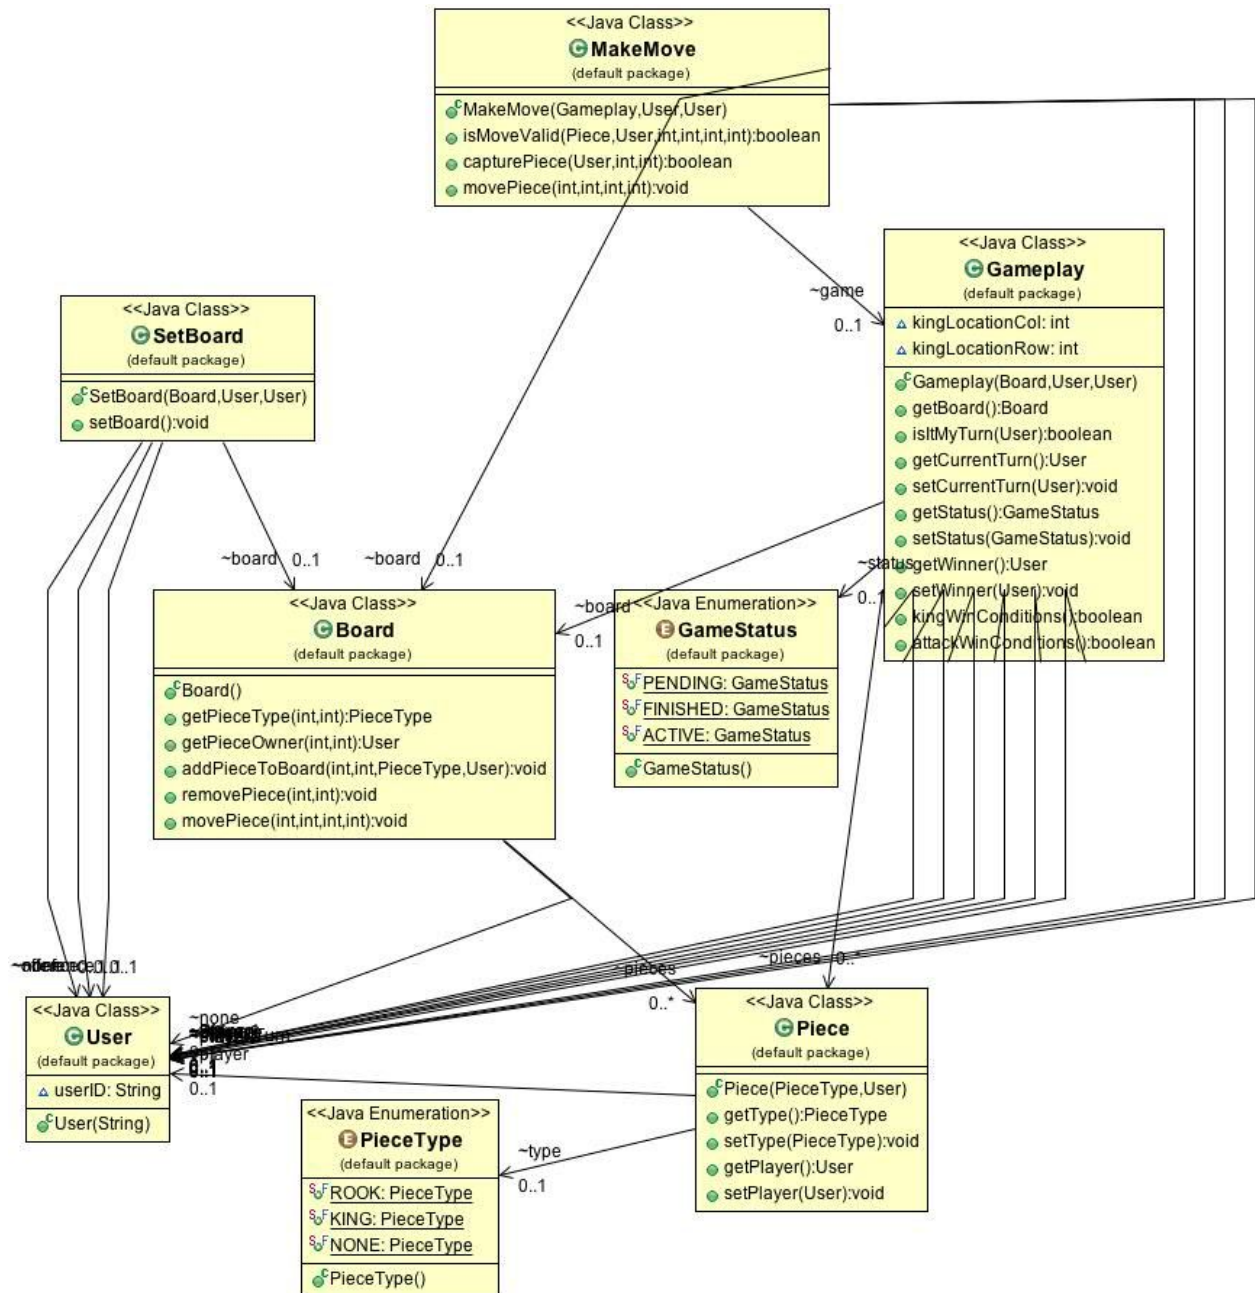 <<Java Class>>
MakeMove
(default package)
MakeMove(Gameplay,User,User)
isMoveValid(Piece,User,int,int,int,int):boolean
capturePiece(User,int,int):boolean
movePiece(int,int,int,int):void
~game
0..1
<<Java Class>>
Gameplay
(default package)
kingLocationCol: int
kingLocationRow: int
Gameplay(Board,User,User)
getBoard():Board
isItMyTurn(User):boolean
getCurrentTurn():User
setCurrentTurn(User):void
getStatus():GameStatus
setStatus(GameStatus):void
getWinner():User
setWinner(User):void
kingWinConditions():boolean
attackWinConditions():boolean
<<Java Class>>
SetBoard
(default package)
SetBoard(Board,User,User)
setBoard():void
~board 0..1
~board 0..1
~board
0..1
~status
0..1
<<Java Class>>
Board
(default package)
Board()
getPieceType(int,int):PieceType
getPieceOwner(int,int):User
addPieceToBoard(int,int,PieceType,User):void
removePiece(int,int):void
movePiece(int,int,int,int):void
<<Java Enumeration>>
GameStatus
(default package)
PENDING: GameStatus
FINISHED: GameStatus
ACTIVE: GameStatus
GameStatus()
~pieces
0..*
~pieces 0..*
0..1
<<Java Class>>
User
(default package)
userID: String
User(String)
~none
~player
0..1
0..1
<<Java Class>>
Piece
(default package)
Piece(PieceType,User)
getType():PieceType
setType(PieceType):void
getPlayer():User
setPlayer(User):void
~type
0..1
<<Java Enumeration>>
PieceType
(default package)
ROOK: PieceType
KING: PieceType
NONE: PieceType
PieceType()